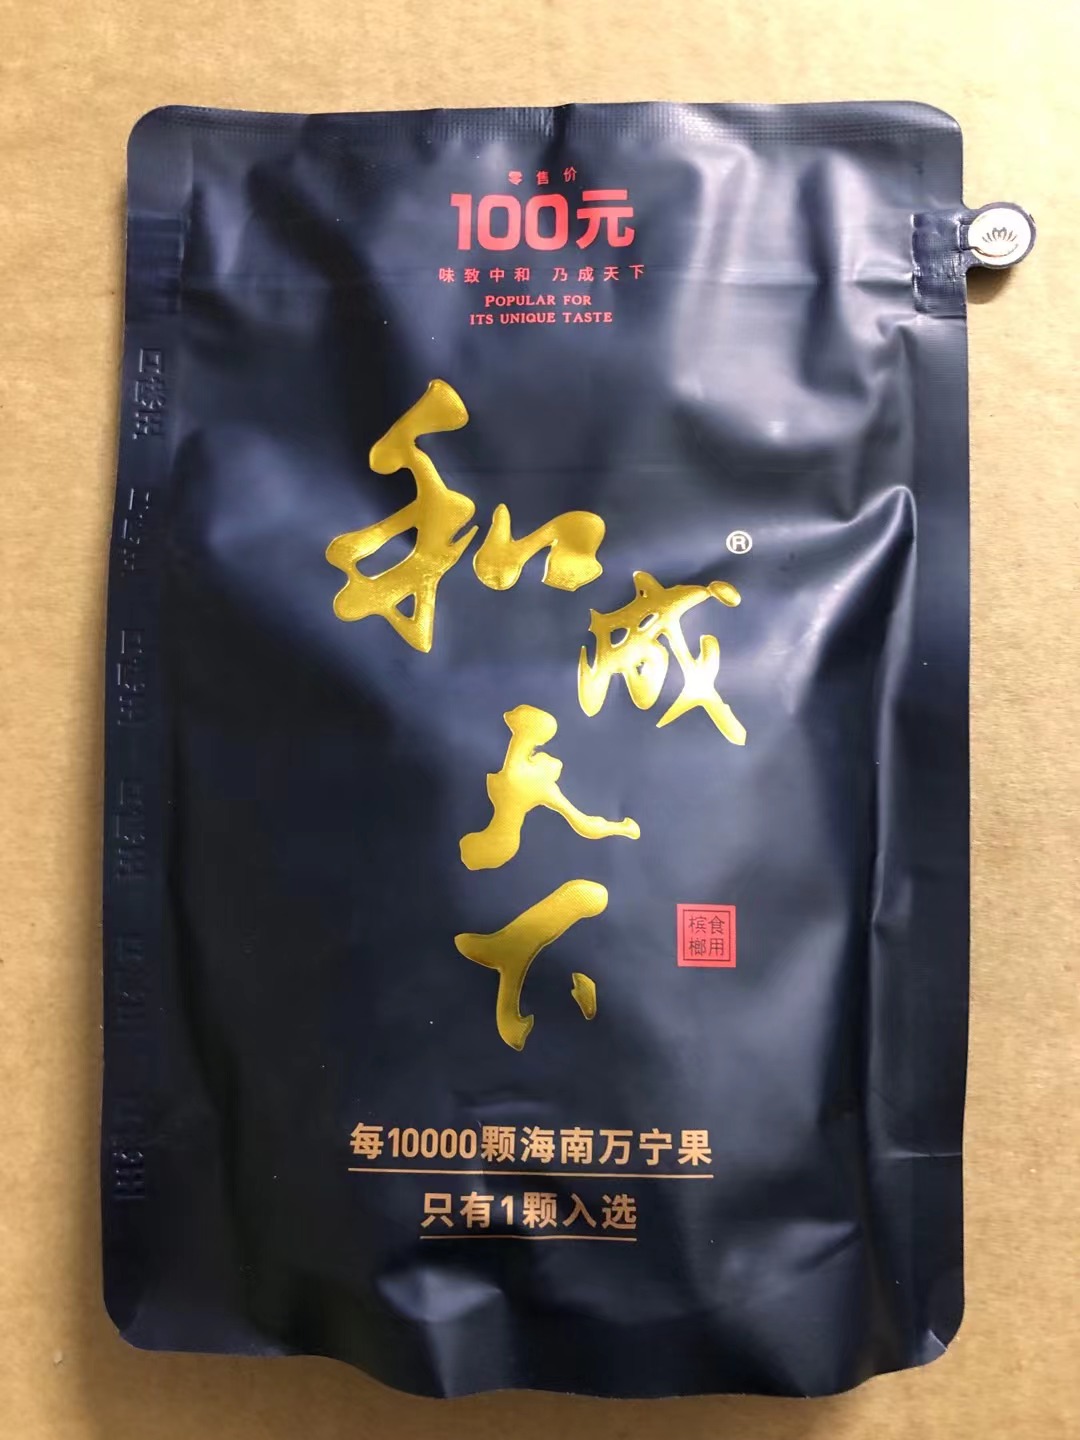 零售价
100元
味致中和 乃成天下
POPULAR FOR
ITS UNIQUE TASTE
和成天下
®
食用
槟榔
每10000颗海南万宁果
只有1颗入选